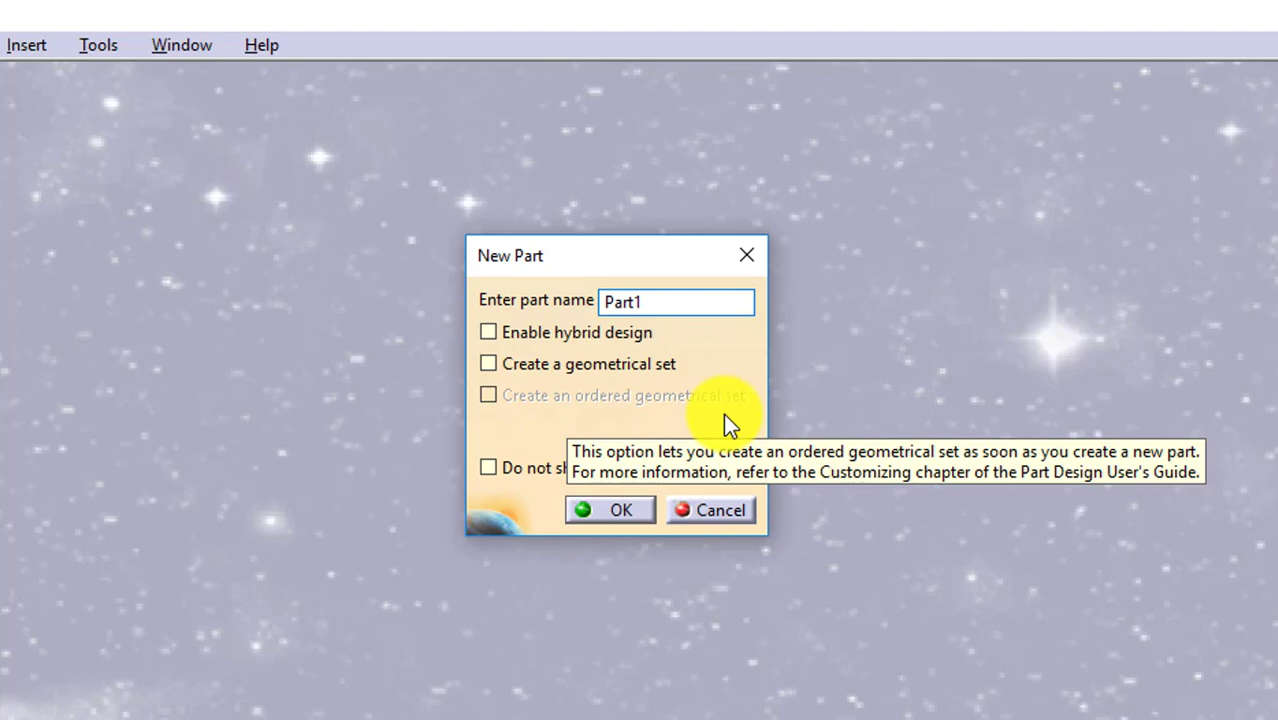 Insert Tools Window Help
New Part
Enter part name Part1
Enable hybrid design
Create a geometrical set
Create an ordered geometrical set
This option lets you create an ordered geometrical set as soon as you create a new part.
For more information, refer to the Customizing chapter of the Part Design User's Guide.
Do not
OK Cancel